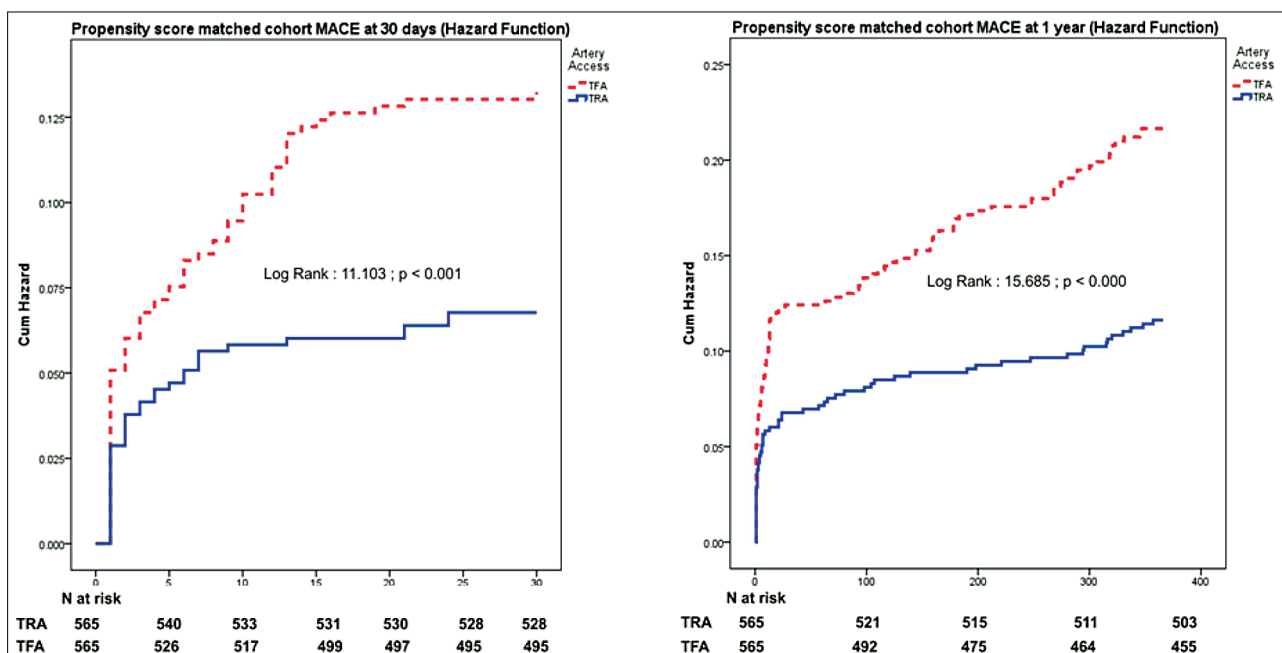 Propensity score matched cohort MACE at 30 days (Hazard Function)
Artery
Access
TFA
TRA
0.125
0.100
0.075
0.050
0.025
0.000
Cum Hazard
Log Rank : 11.103 ; p < 0.001
0 5 10 15 20 25 30
N at risk
TRA 565 540 533 531 530 528 528
TFA 565 526 517 499 497 495 495
Propensity score matched cohort MACE at 1 year (Hazard Function)
Artery
Access
TFA
TRA
0.25
0.20
0.15
0.10
0.05
0.00
Cum Hazard
Log Rank : 15.685 ; p < 0.000
0 100 200 300 400
N at risk
TRA 565 521 515 511 503
TFA 565 492 475 464 455